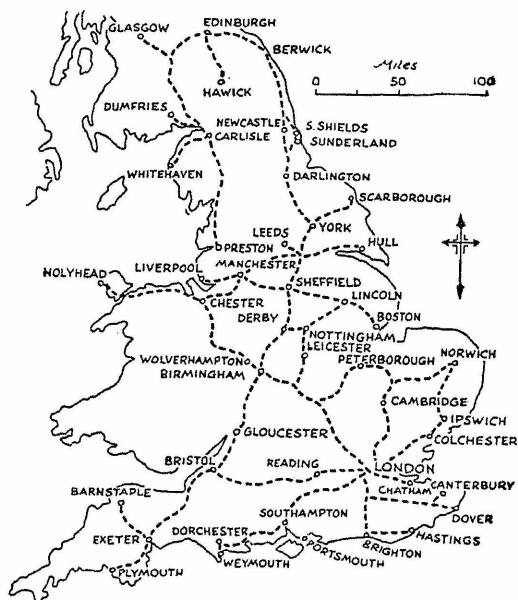 EDINBURGH
GLASGOW
BERWICK
Miles
0 50 100
HAWICK
DUMFRIES
NEWCASTLE
S. SHIELDS
CARLISLE
SUNDERLAND
WHITEHAVEN
DARLINGTON
SCARBOROUGH
YORK
LEEDS
HULL
PRESTON
MANCHESTER
LIVERPOOL
HOLYHEAD
SHEFFIELD
CHESTER
LINCOLN
DERBY
BOSTON
NOTTINGHAM
LEICESTER
WOLVERHAMPTON
PETERBOROUGH
NORWICH
BIRMINGHAM
CAMBRIDGE
IPSWICH
GLOUCESTER
COLCHESTER
BRISTOL
READING
LONDON
CANTERBURY
CHATHAM
BARNSTAPLE
SOUTHAMPTON
DOVER
EXETER
DORCHESTER
HASTINGS
PORTSMOUTH
BRIGHTON
WEYMOUTH
PLYMOUTH